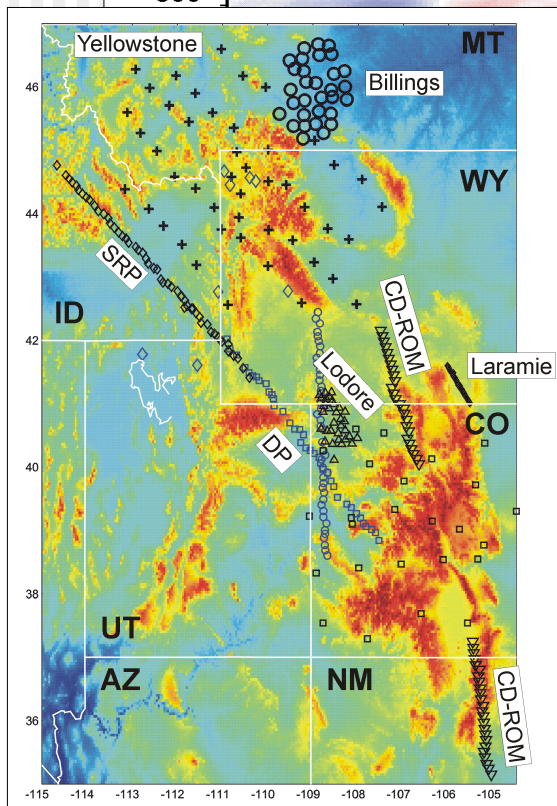 Yellowstone
MT
46
Billings
WY
44
SRP
CD-ROM
ID
42
Lodore
Laramie
CO
DP
40
38
UT
AZ
NM
CD-ROM
36
-115 -114 -113 -112 -111 -110 -109 -108 -107 -106 -105